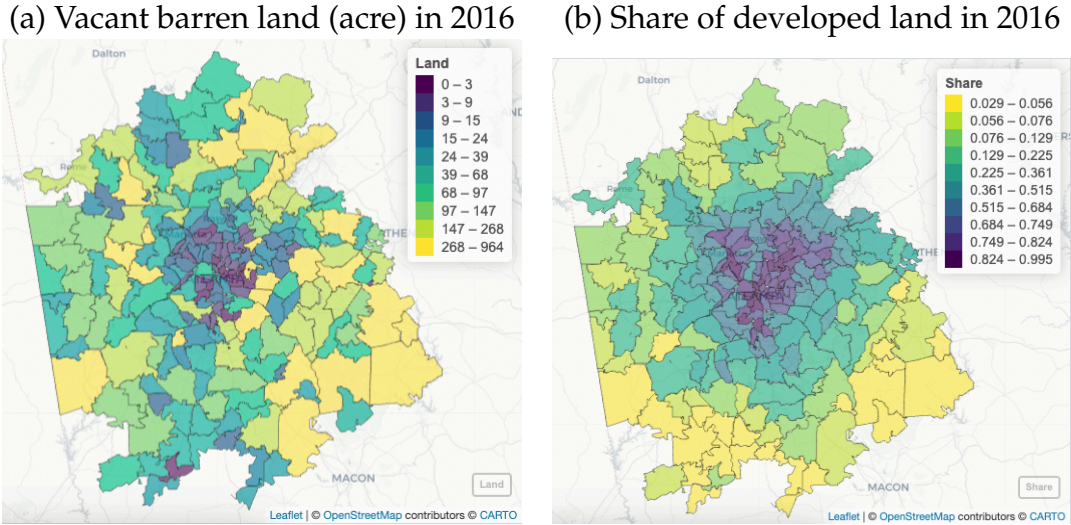 (a) Vacant barren land (acre) in 2016
Dalton
Land
0 – 3
3 – 9
9 – 15
15 – 24
24 – 39
39 – 68
68 – 97
97 – 147
147 – 268
268 – 964
Rome
MACON
Land
Leaflet | © OpenStreetMap contributors © CARTO
(b) Share of developed land in 2016
Dalton
Share
0.029 – 0.056
0.056 – 0.076
0.076 – 0.129
0.129 – 0.225
0.225 – 0.361
0.361 – 0.515
0.515 – 0.684
0.684 – 0.749
0.749 – 0.824
0.824 – 0.995
Rome
MACON
Share
Leaflet | © OpenStreetMap contributors © CARTO